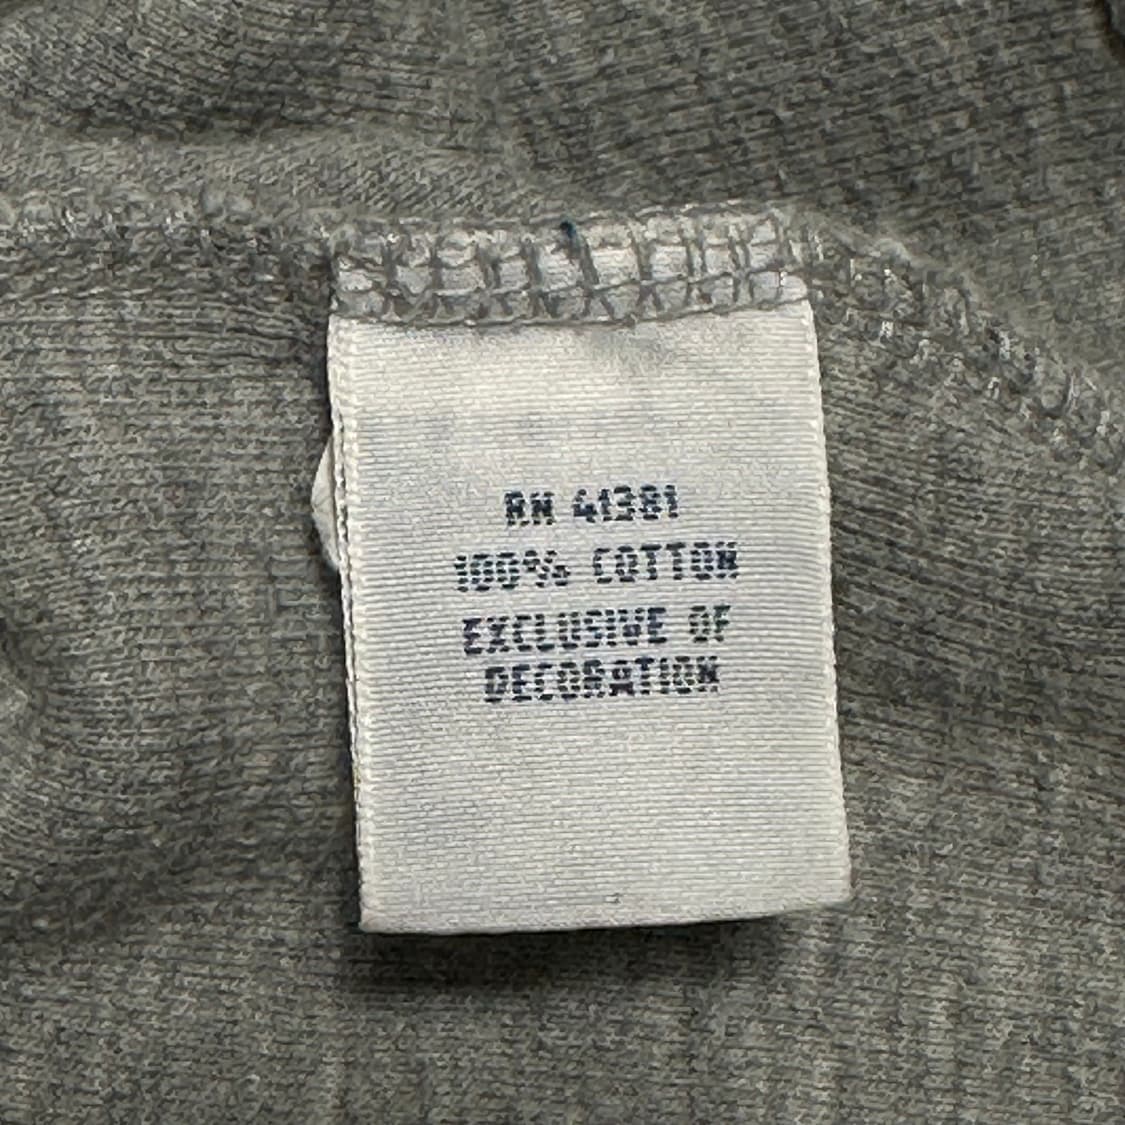 RN 41381
100% COTTON
EXCLUSIVE OF
DECORATION